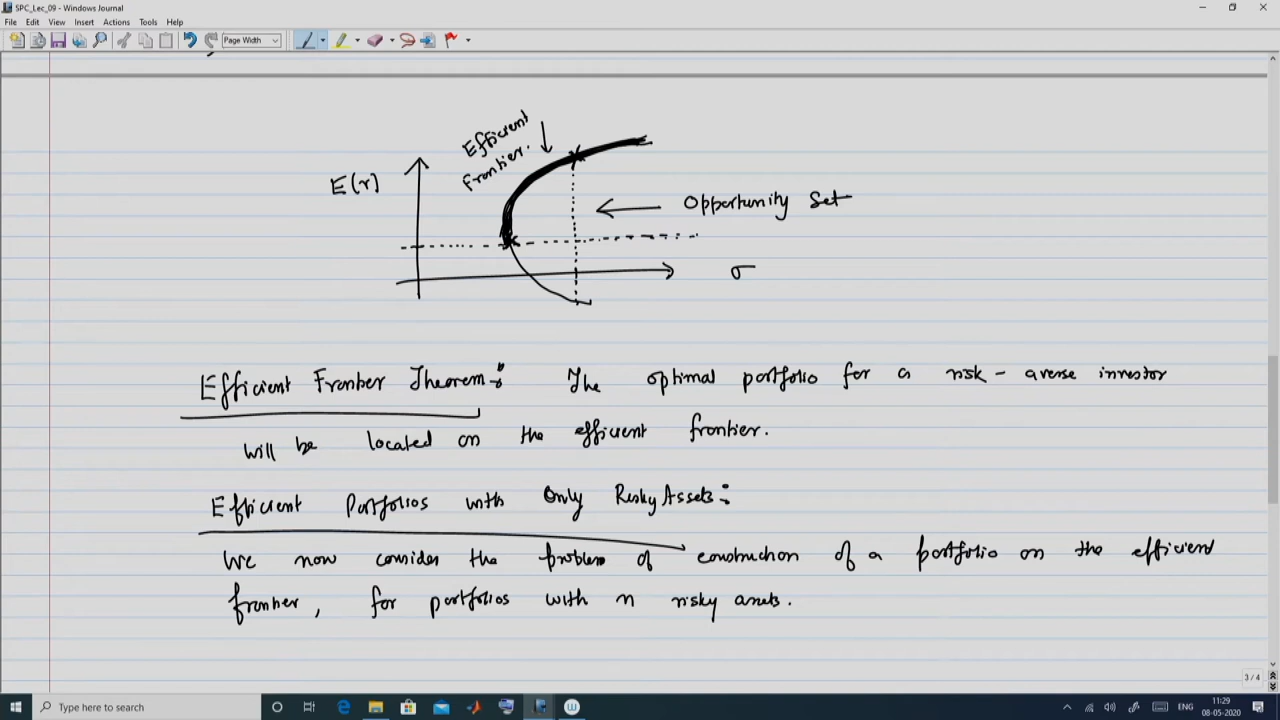 SPC_Lec_09 - Windows Journal
File Edit View Insert Actions Tools Help
Page Width
Efficient
Frontier.
E(r)
Opportunity Set
σ
Efficient Frontier Theorem:
The optimal portfolio for a risk - averse investor
will be located on the efficient frontier.
Efficient Portfolios with Only Risky Assets:
We now consider the problem of construction of a portfolio on the efficient
frontier, for portfolios with n risky assets.
3 / 4
Type here to search
ENG
11:29
08-05-2020